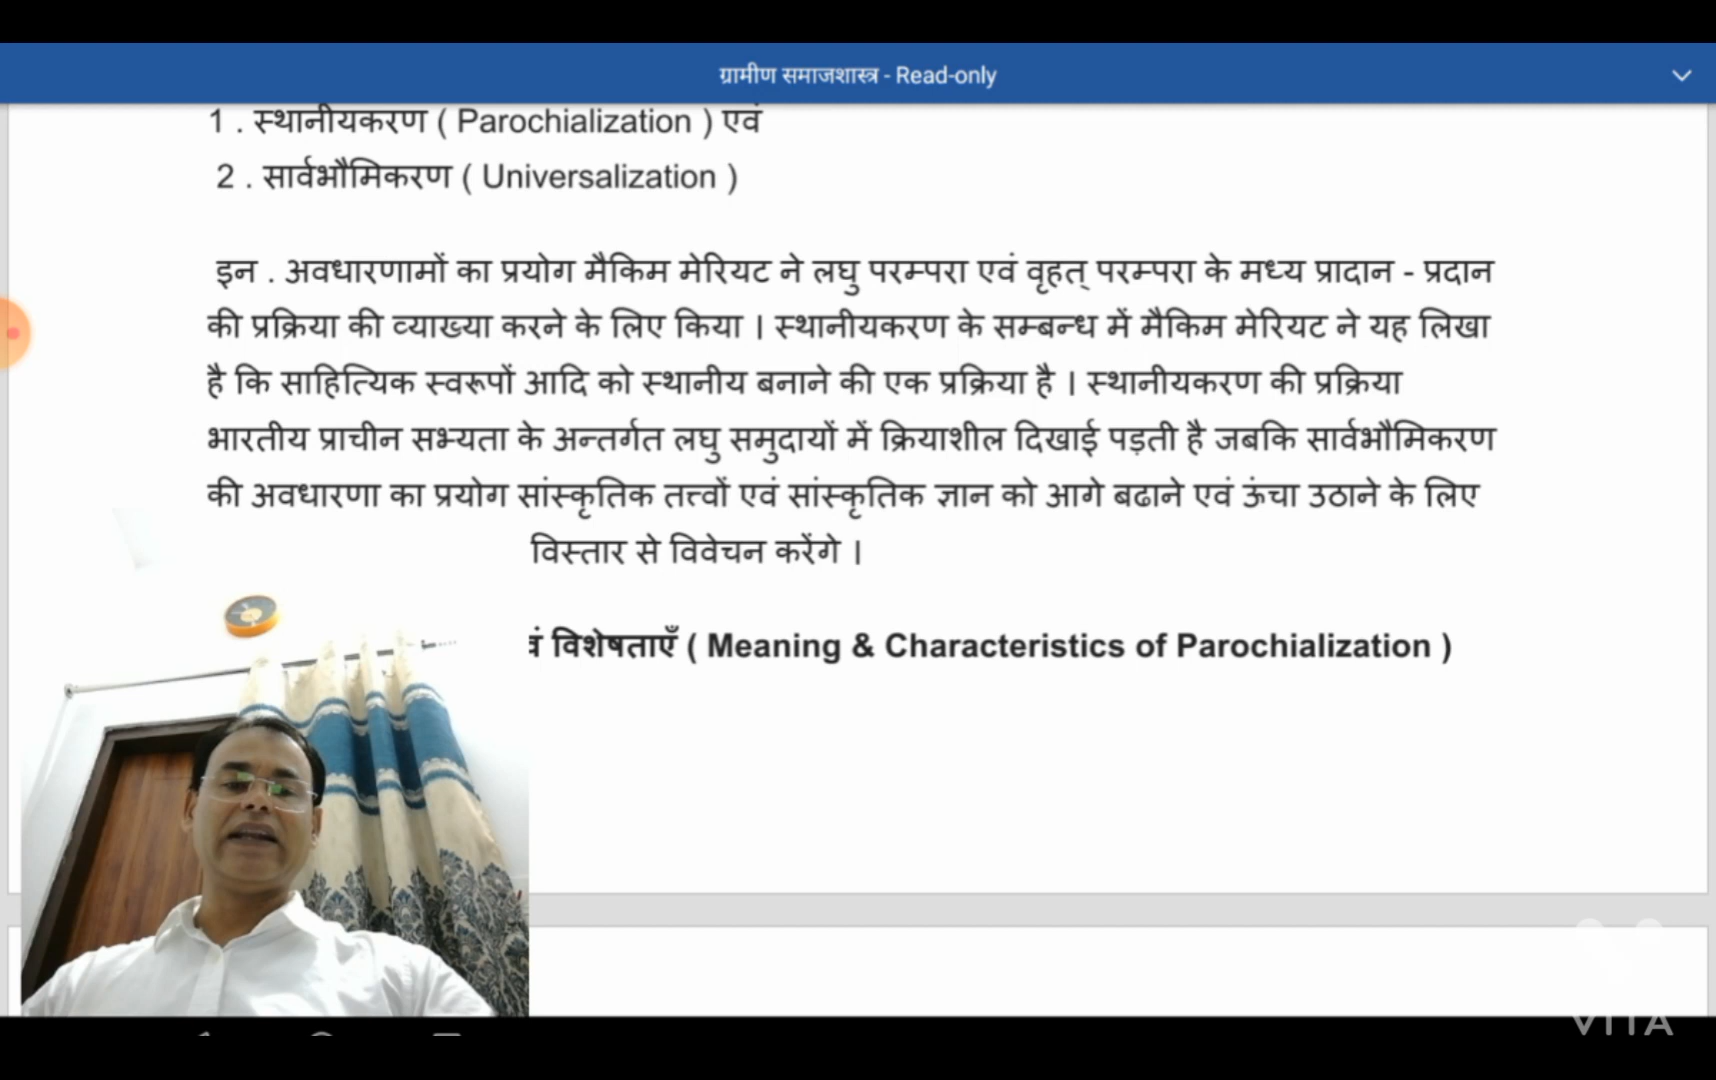 ग्रामीण समाजशास्त्र - Read-only
1 . स्थानीयकरण ( Parochialization ) एवं
2 . सार्वभौमिकरण ( Universalization )
इन . अवधारणामों का प्रयोग मैकिम मेरियट ने लघु परम्परा एवं वृहत् परम्परा के मध्य प्रादान - प्रदान
की प्रक्रिया की व्याख्या करने के लिए किया । स्थानीयकरण के सम्बन्ध में मैकिम मेरियट ने यह लिखा
है कि साहित्यिक स्वरूपों आदि को स्थानीय बनाने की एक प्रक्रिया है । स्थानीयकरण की प्रक्रिया
भारतीय प्राचीन सभ्यता के अन्तर्गत लघु समुदायों में क्रियाशील दिखाई पड़ती है जबकि सार्वभौमिकरण
की अवधारणा का प्रयोग सांस्कृतिक तत्त्वों एवं सांस्कृतिक ज्ञान को आगे बढाने एवं ऊंचा उठाने के लिए
विस्तार से विवेचन करेंगे ।
विशेषताएँ ( Meaning & Characteristics of Parochialization )
VITA